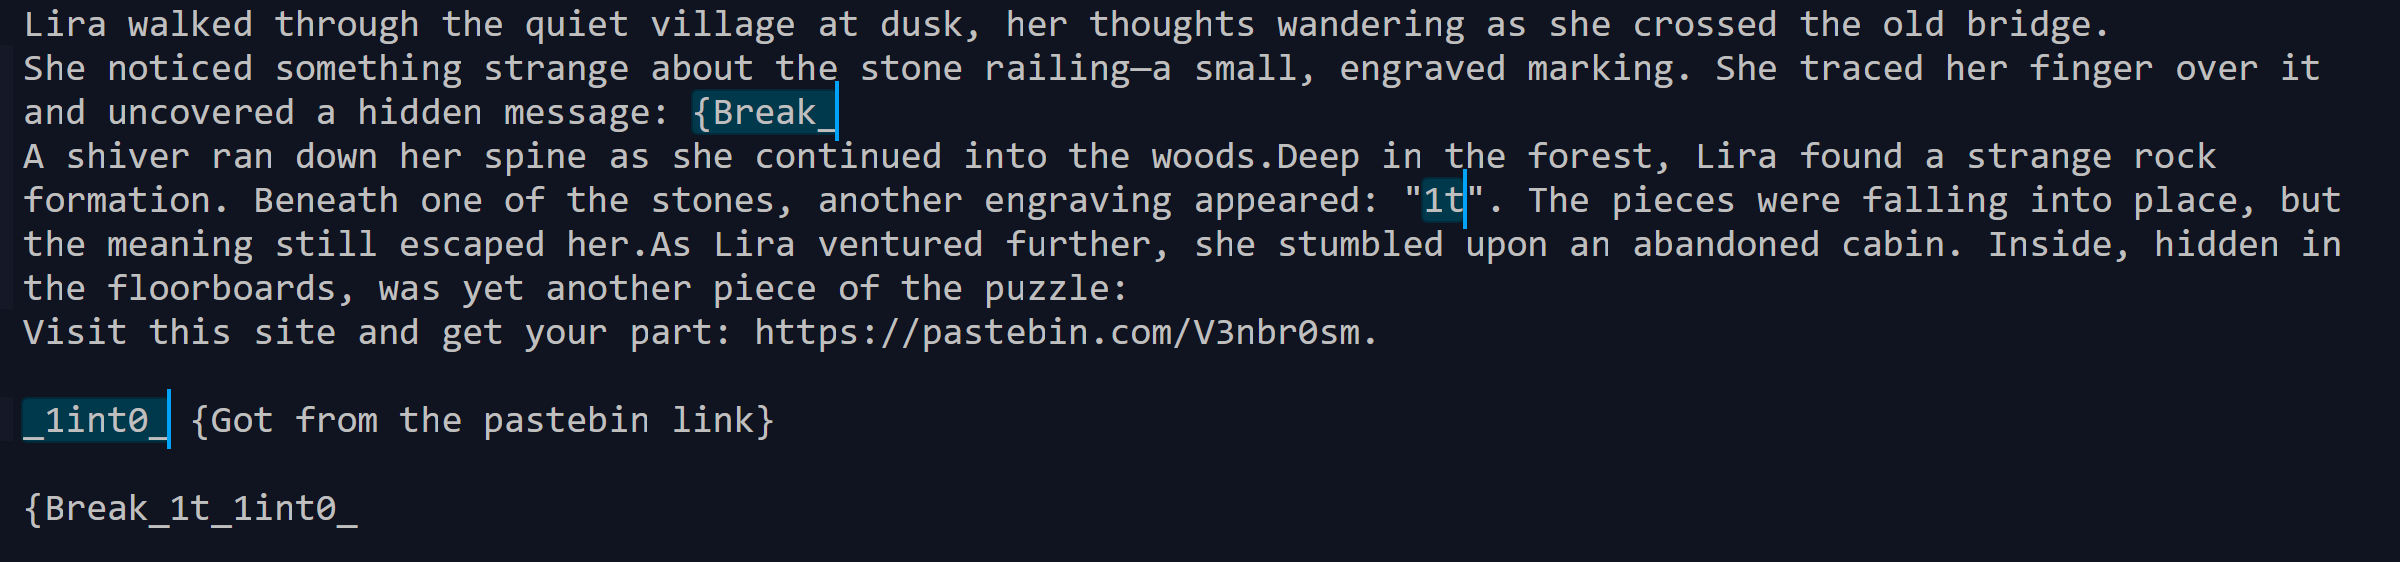 Lira walked through the quiet village at dusk, her thoughts wandering as she crossed the old bridge.
She noticed something strange about the stone railing—a small, engraved marking. She traced her finger over it
and uncovered a hidden message: {Break_
A shiver ran down her spine as she continued into the woods.Deep in the forest, Lira found a strange rock
formation. Beneath one of the stones, another engraving appeared: "1t". The pieces were falling into place, but
the meaning still escaped her.As Lira ventured further, she stumbled upon an abandoned cabin. Inside, hidden in
the floorboards, was yet another piece of the puzzle:
Visit this site and get your part: https://pastebin.com/V3nbr0sm.
_1int0_ {Got from the pastebin link}
{Break_1t_1int0_